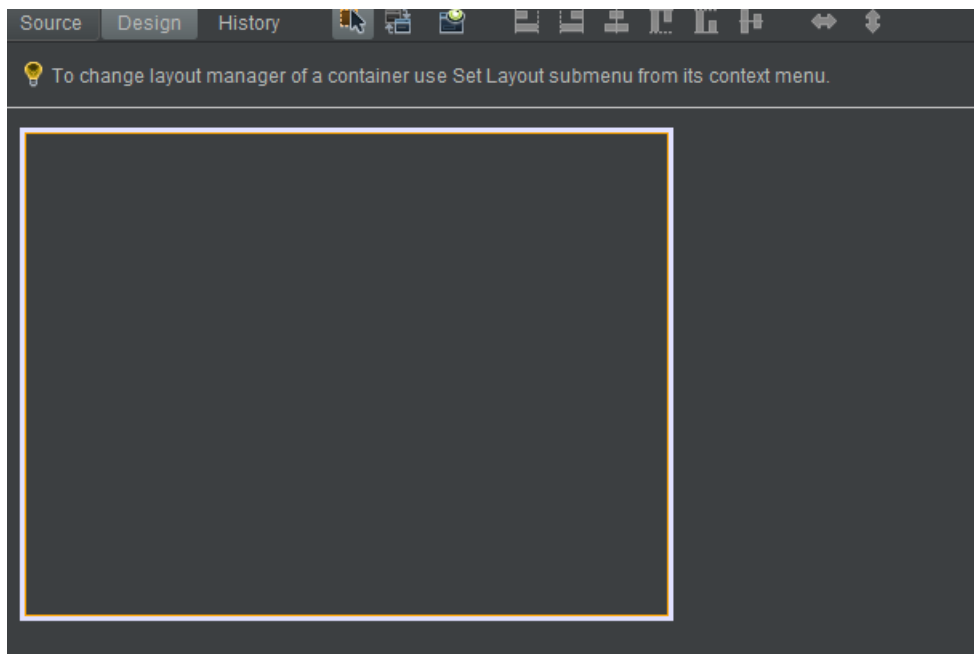 Source Design History
To change layout manager of a container use Set Layout submenu from its context menu.